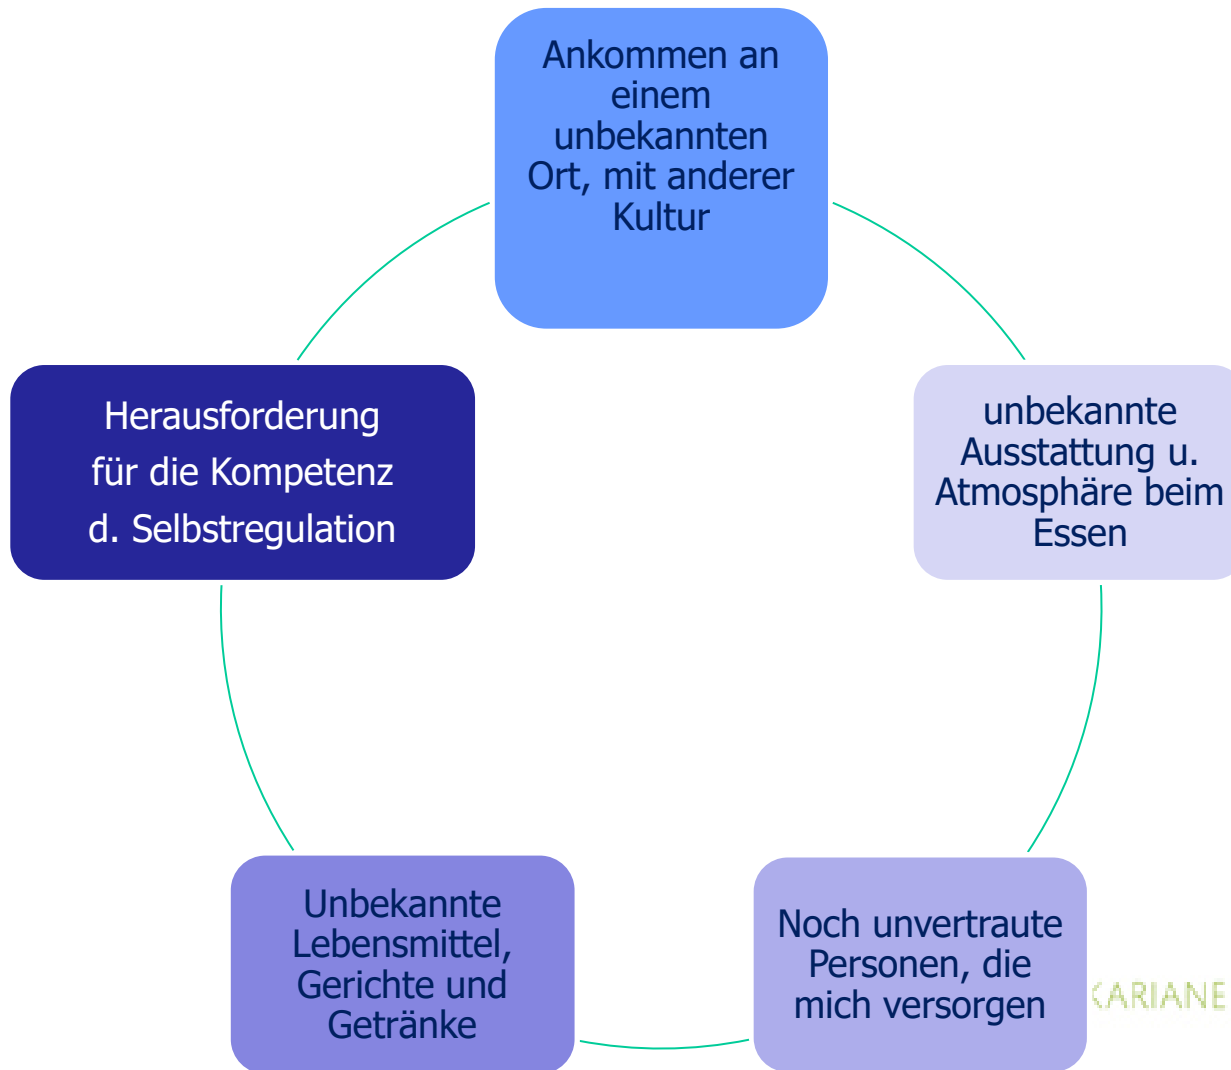 Ankommen an
einem
unbekannten
Ort, mit anderer
Kultur
unbekannte
Ausstattung u.
Atmosphäre beim
Essen
Noch unvertraute
Personen, die
mich versorgen
Unbekannte
Lebensmittel,
Gerichte und
Getränke
Herausforderung
für die Kompetenz
d. Selbstregulation
ARIANE